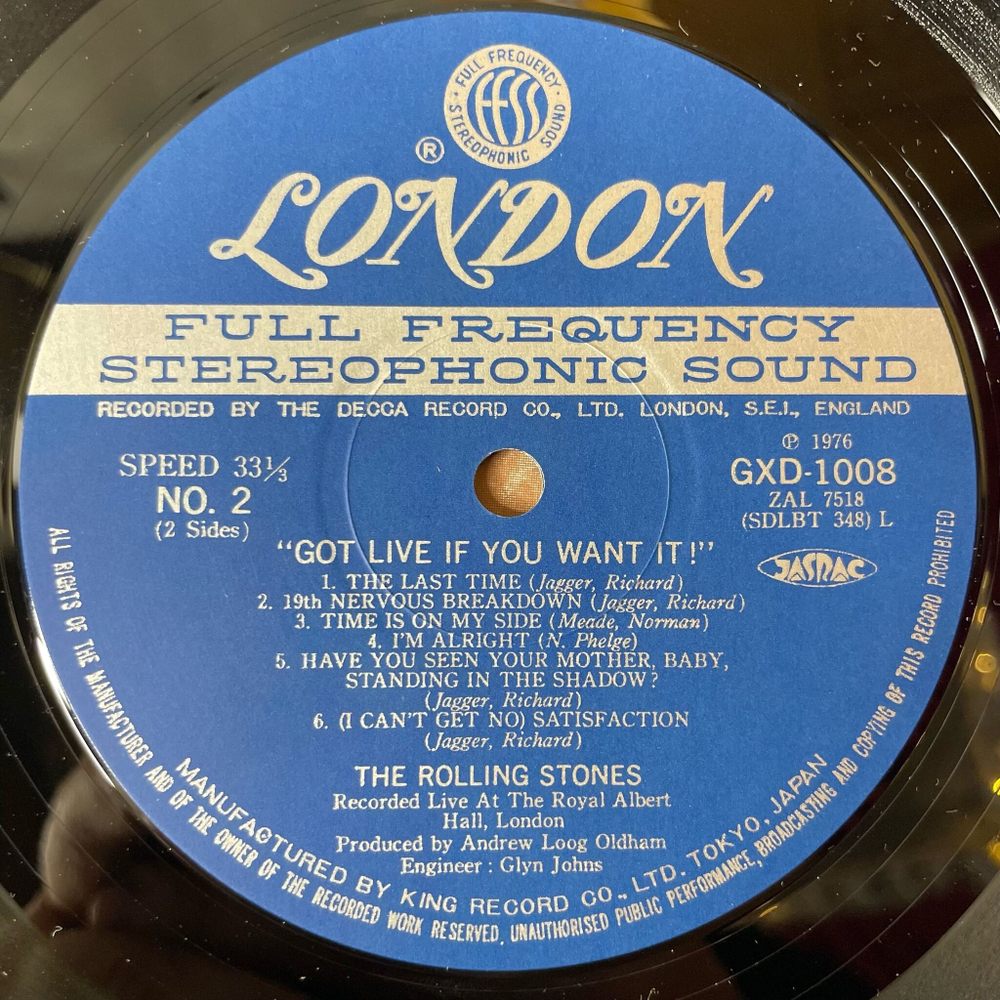 FULL FREQUENCY
STEREOPHONIC SOUND
FFSS
®
LONDON
FULL FREQUENCY
STEREOPHONIC SOUND
RECORDED BY THE DECCA RECORD CO., LTD. LONDON, S.E.I., ENGLAND
SPEED 33⅓
NO. 2
(2 Sides)
℗ 1976
GXD-1008
ZAL 7518
(SDLBT 348) L
JASRAC
"GOT LIVE IF YOU WANT IT!"
1. THE LAST TIME (Jagger, Richard)
2. 19th NERVOUS BREAKDOWN (Jagger, Richard)
3. TIME IS ON MY SIDE (Meade, Norman)
4. I'M ALRIGHT (N. Phelge)
5. HAVE YOU SEEN YOUR MOTHER, BABY,
STANDING IN THE SHADOW?
(Jagger, Richard)
6. (I CAN'T GET NO) SATISFACTION
(Jagger, Richard)
THE ROLLING STONES
Recorded Live At The Royal Albert
Hall, London
Produced by Andrew Loog Oldham
Engineer : Glyn Johns
MANUFACTURED BY KING RECORD CO., LTD. TOKYO, JAPAN
ALL RIGHTS OF THE MANUFACTURER AND OF THE OWNER OF THE RECORDED WORK RESERVED, UNAUTHORISED PUBLIC PERFORMANCE, BROADCASTING AND COPYING OF THIS RECORD PROHIBITED